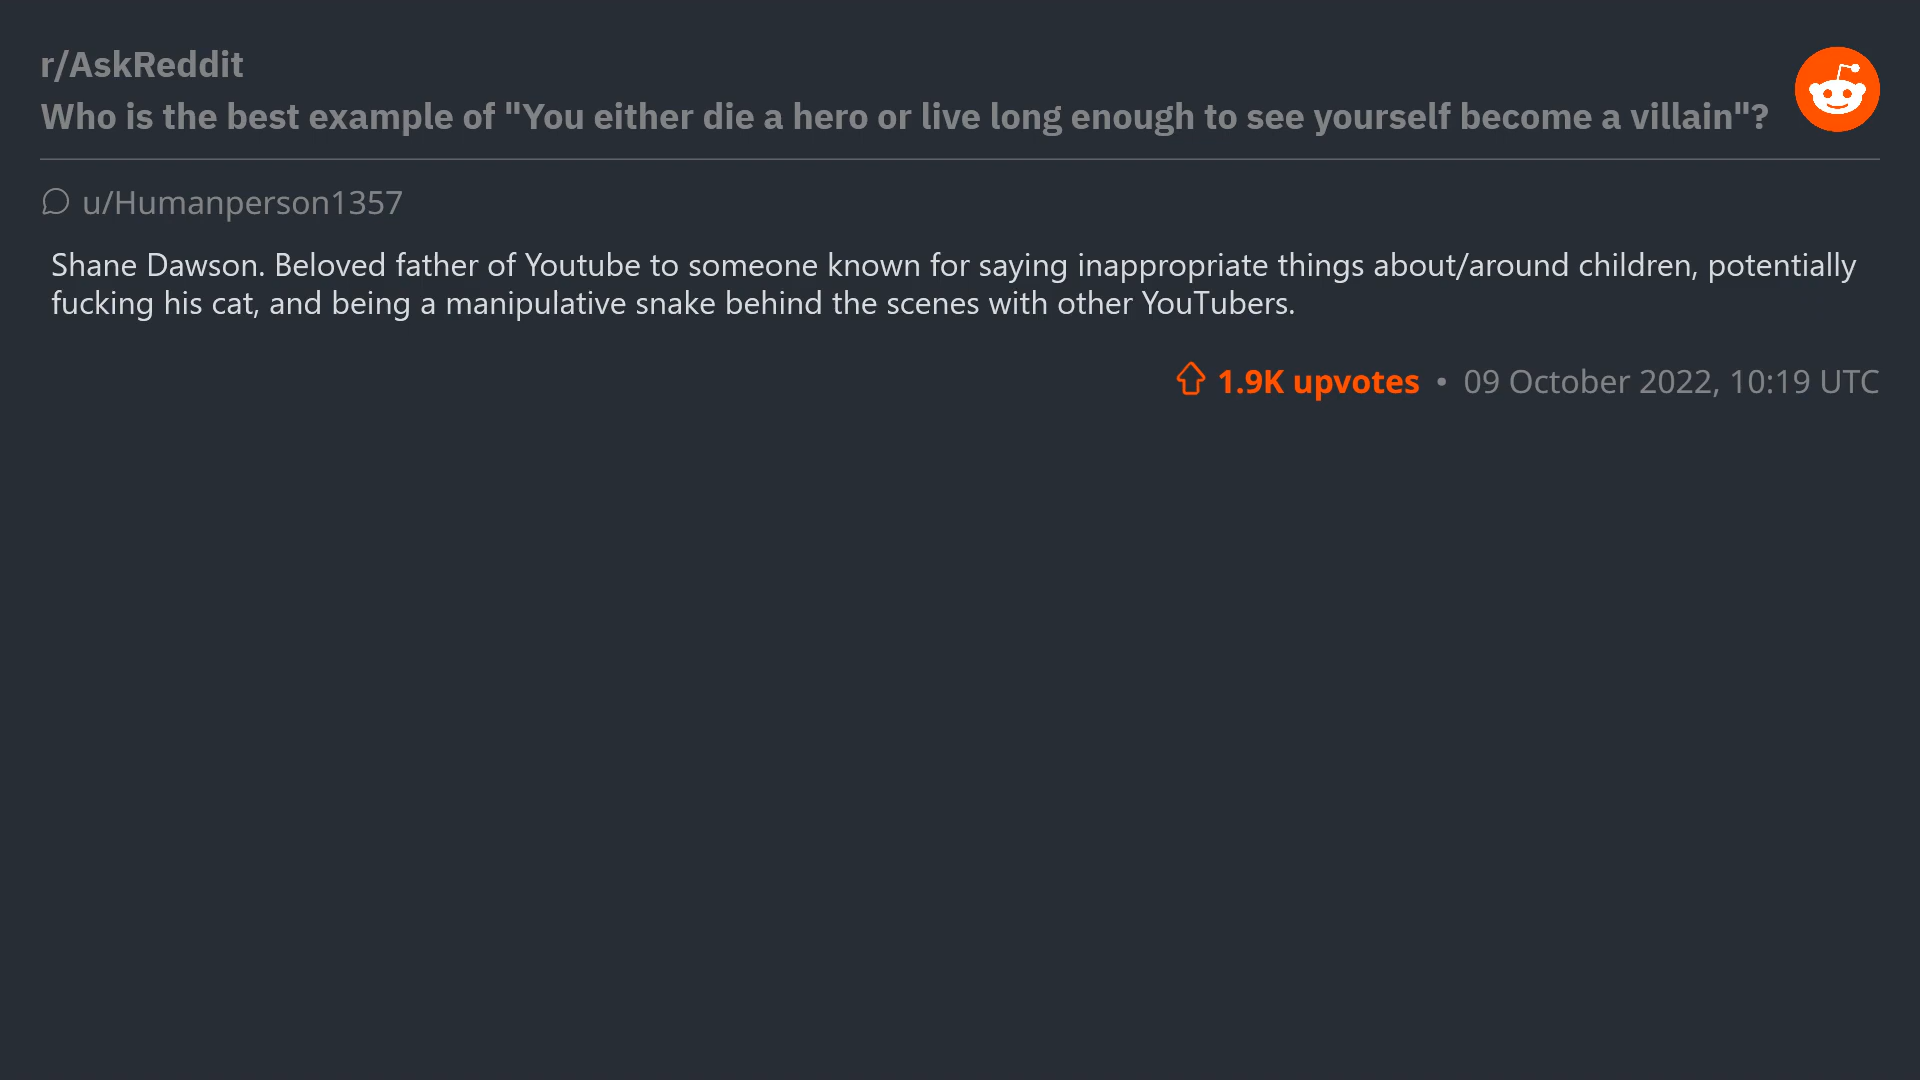 r/AskReddit
Who is the best example of "You either die a hero or live long enough to see yourself become a villain"?
u/Humanperson1357
Shane Dawson. Beloved father of Youtube to someone known for saying inappropriate things about/around children, potentially
fucking his cat, and being a manipulative snake behind the scenes with other YouTubers.
1.9K upvotes • 09 October 2022, 10:19 UTC